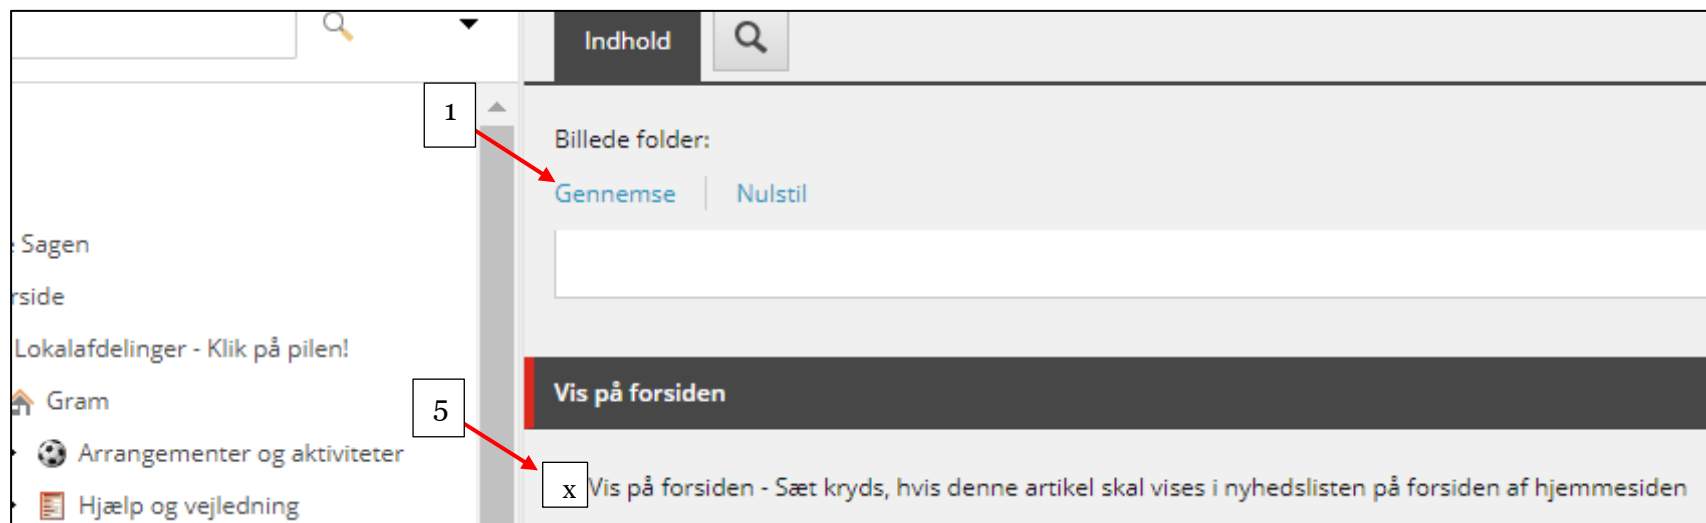 Indhold
1
Billede folder:
Gennemse
Nulstil
Sagen
Lokalafdelinger - Klik på pilen!
Vis på forsiden
Gram
5
Arrangementer og aktiviteter
x
Vis på forsiden - Sæt kryds, hvis denne artikel skal vises i nyhedslisten på forsiden af hjemmesiden
Hjælp og vejledning